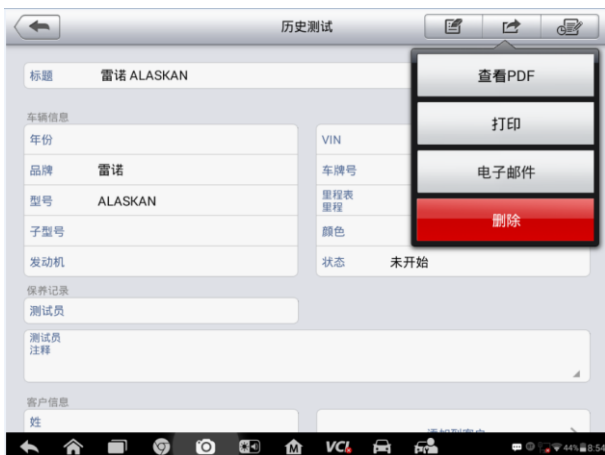 历史测试
标题 雷诺 ALASKAN
查看PDF
打印
电子邮件
删除
车辆信息
年份
VIN
品牌 雷诺
车牌号
型号 ALASKAN
里程表
里程
子型号
颜色
发动机
状态 未开始
保养记录
测试员
测试员
注释
客户信息
姓
VCI
44% 8:54